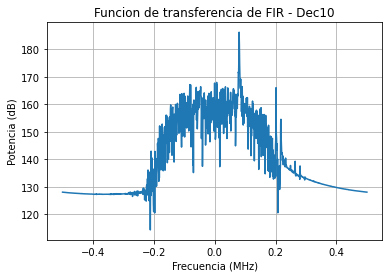 Funcion de transferencia de FIR - Dec10
Potencia (dB)
180
170
160
150
140
130
120
−0.4 −0.2 0.0 0.2 0.4
Frecuencia (MHz)